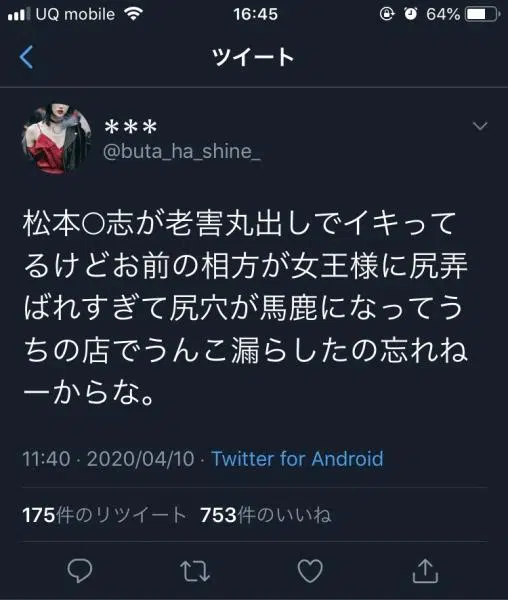 UQ mobile 16:45 64%
ツイート
***
@buta_ha_shine_
松本〇志が老害丸出しでイキって
るけどお前の相方が女王様に尻弄
ばれすぎて尻穴が馬鹿になってう
ちの店でうんこ漏らしたの忘れね
ーからな。
11:40 · 2020/04/10 · Twitter for Android
175件のリツイート 753件のいいね